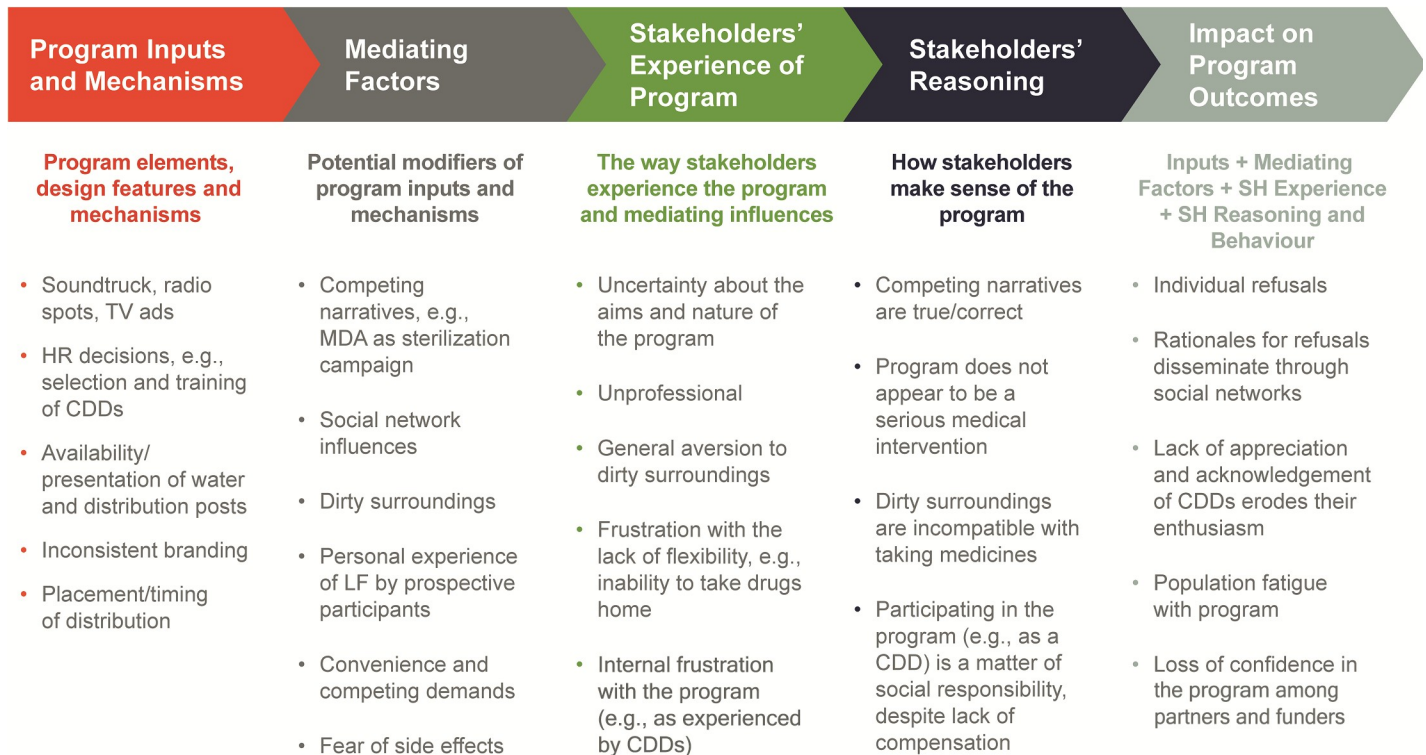 Program Inputs
and Mechanisms
Mediating
Factors
Stakeholders'
Experience of
Program
Stakeholders'
Reasoning
Impact on
Program
Outcomes
Program elements,
design features and
mechanisms
• Soundtruck, radio
spots, TV ads
• HR decisions, e.g.,
selection and training
of CDDs
• Availability/
presentation of water
and distribution posts
• Inconsistent branding
• Placement/timing
of distribution
Potential modifiers of
program inputs and
mechanisms
• Competing
narratives, e.g.,
MDA as sterilization
campaign
• Social network
influences
• Dirty surroundings
• Personal experience
of LF by prospective
participants
• Convenience and
competing demands
• Fear of side effects
The way stakeholders
experience the program
and mediating influences
• Uncertainty about the
aims and nature of
the program
• Unprofessional
• General aversion to
dirty surroundings
• Frustration with the
lack of flexibility, e.g.,
inability to take drugs
home
• Internal frustration
with the program
(e.g., as experienced
by CDDs)
How stakeholders
make sense of the
program
• Competing narratives
are true/correct
• Program does not
appear to be a
serious medical
intervention
• Dirty surroundings
are incompatible with
taking medicines
• Participating in the
program (e.g., as a
CDD) is a matter of
social responsibility,
despite lack of
compensation
Inputs + Mediating
Factors + SH Experience
+ SH Reasoning and
Behaviour
• Individual refusals
• Rationales for refusals
disseminate through
social networks
• Lack of appreciation
and acknowledgement
of CDDs erodes their
enthusiasm
• Population fatigue
with program
• Loss of confidence in
the program among
partners and funders